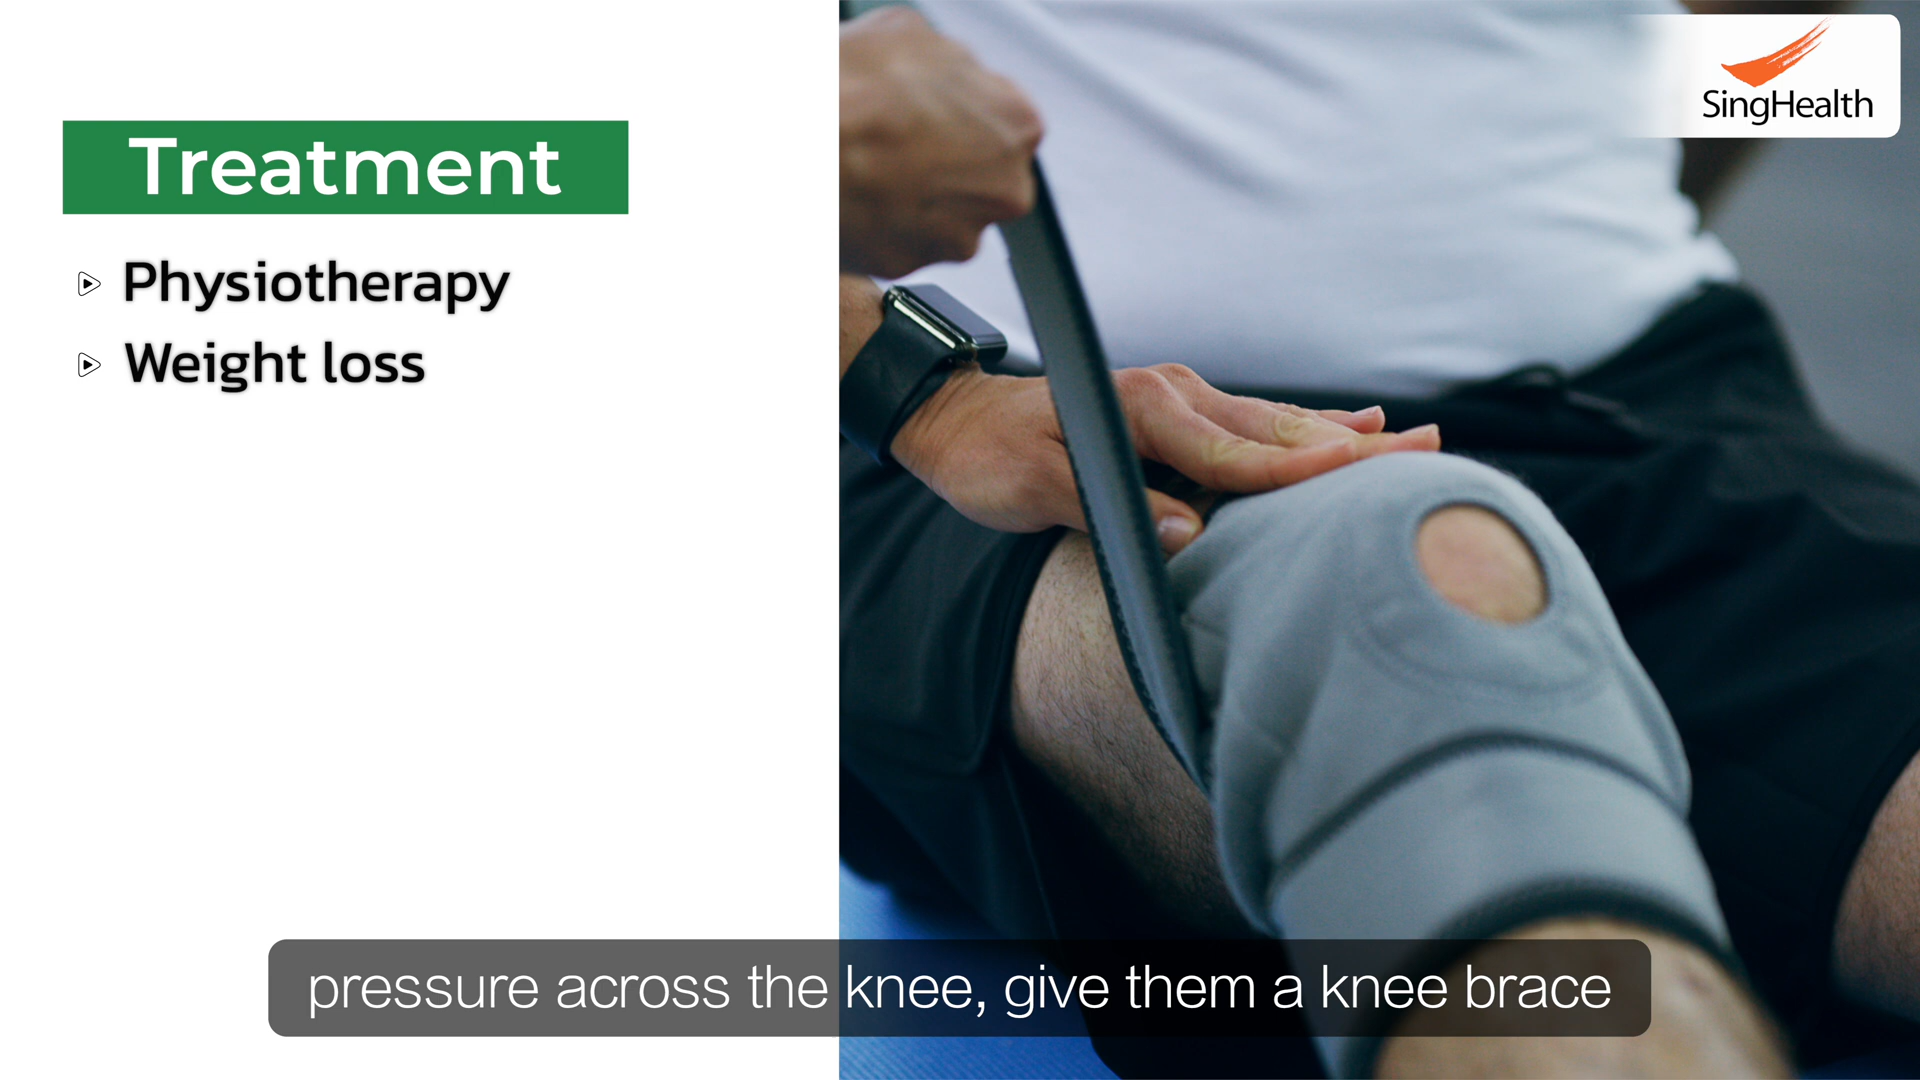 SingHealth
Treatment
Physiotherapy
Weight loss
pressure across the knee, give them a knee brace